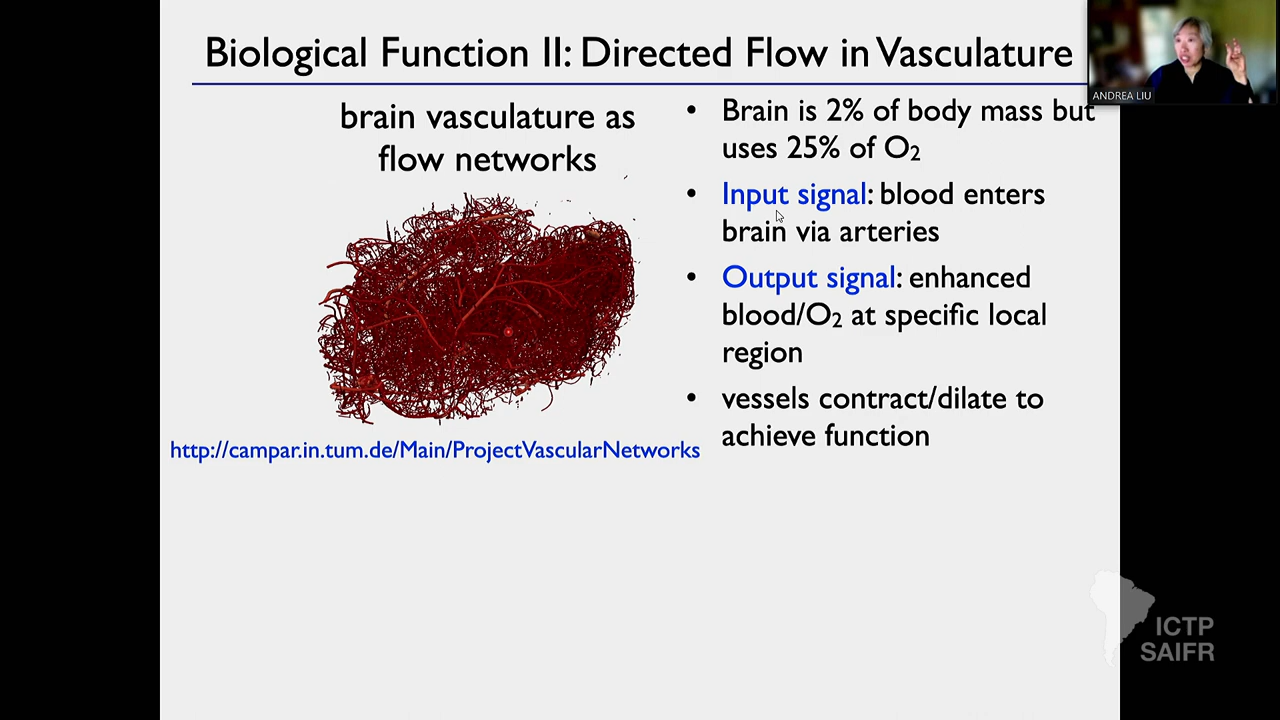 Biological Function II: Directed Flow in Vasculature
ANDREA LIU
brain vasculature as
flow networks
http://campar.in.tum.de/Main/ProjectVascularNetworks
• Brain is 2% of body mass but
uses 25% of O₂
• Input signal: blood enters
brain via arteries
• Output signal: enhanced
blood/O₂ at specific local
region
• vessels contract/dilate to
achieve function
ICTP
SAIFR